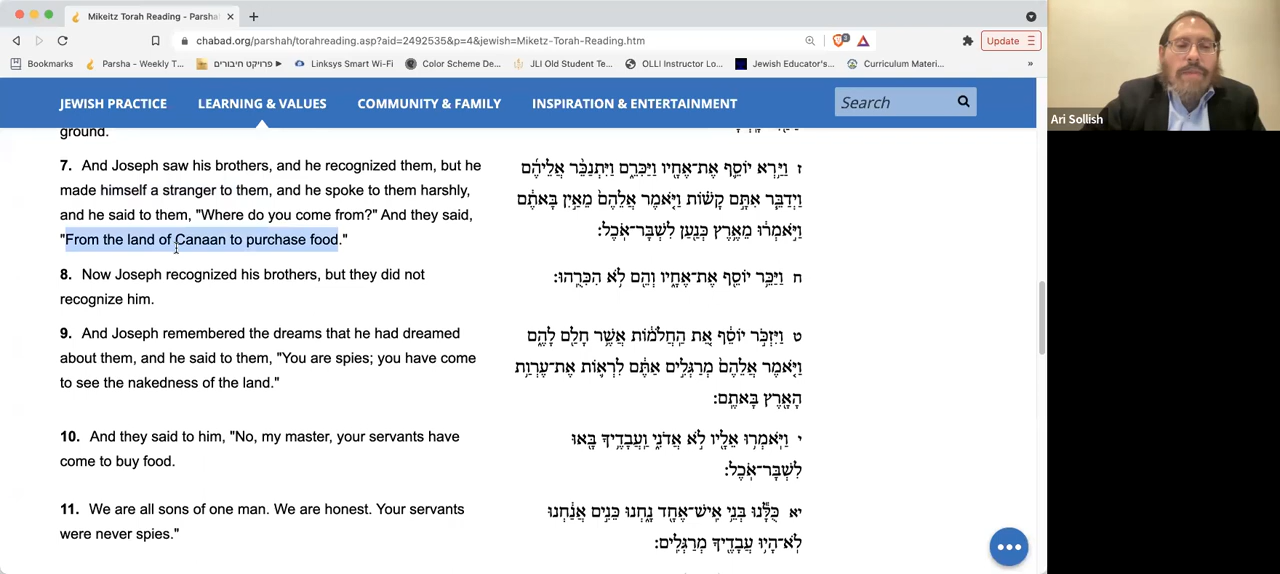 Mikeitz Torah Reading - Parsha
chabad.org/parshah/torahreading.asp?aid=2492535&p=4&jewish=Miketz-Torah-Reading.htm
3
Update
Bookmarks
Parsha - Weekly T...
פרויקט חיבורים
Linksys Smart Wi-Fi
Color Scheme De...
JLI Old Student Te...
OLLI Instructor Lo...
Jewish Educator's...
Curriculum Materi...
»
JEWISH PRACTICE
LEARNING & VALUES
COMMUNITY & FAMILY
INSPIRATION & ENTERTAINMENT
Search
Ari Sollish
ground.
7. And Joseph saw his brothers, and he recognized them, but he
made himself a stranger to them, and he spoke to them harshly,
and he said to them, "Where do you come from?" And they said,
"From the land of Canaan to purchase food."
ז וַיַּ֥רְא יוֹסֵ֛ף אֶת־אֶחָ֖יו וַיַּכִּרֵ֑ם וַיִּתְנַכֵּ֨ר אֲלֵיהֶ֜ם
וַיְדַבֵּ֧ר אִתָּ֣ם קָשׁ֗וֹת וַיֹּ֤אמֶר אֲלֵהֶם֙ מֵאַ֣יִן בָּאתֶ֔ם
וַיֹּ֣אמְר֔וּ מֵאֶ֥רֶץ כְּנַ֖עַן לִשְׁבָּר־אֹֽכֶל:
8. Now Joseph recognized his brothers, but they did not
recognize him.
ח וַיַּכֵּ֥ר יוֹסֵ֖ף אֶת־אֶחָ֑יו וְהֵ֖ם לֹ֥א הִכִּרֻֽהוּ:
9. And Joseph remembered the dreams that he had dreamed
about them, and he said to them, "You are spies; you have come
to see the nakedness of the land."
ט וַיִּזְכֹּ֣ר יוֹסֵ֔ף אֵ֚ת הַֽחֲלֹמ֔וֹת אֲשֶׁ֥ר חָלַ֖ם לָהֶ֑ם
וַיֹּ֤אמֶר אֲלֵהֶם֙ מְרַגְּלִ֣ים אַתֶּ֔ם לִרְא֛וֹת אֶת־עֶרְוַ֥ת
הָאָ֖רֶץ בָּאתֶֽם:
10. And they said to him, "No, my master, your servants have
come to buy food.
י וַיֹּֽאמְר֥וּ אֵלָ֖יו לֹ֣א אֲדֹנִ֑י וַֽעֲבָדֶ֥יךָ בָּ֖אוּ
לִשְׁבָּר־אֹֽכֶל:
11. We are all sons of one man. We are honest. Your servants
were never spies."
יא כֻּלָּ֕נוּ בְּנֵ֥י אִֽישׁ־אֶחָ֖ד נָ֑חְנוּ כֵּנִ֣ים אֲנַ֔חְנוּ
לֹֽא־הָי֥וּ עֲבָדֶ֖יךָ מְרַגְּלִֽים: